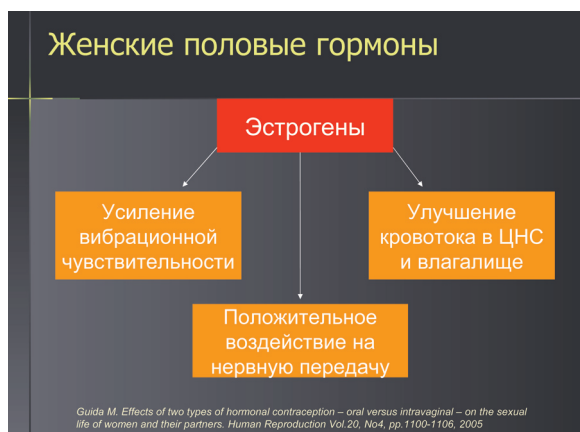 Женские половые гормоны
Эстрогены
Усиление
вибрационной
чувствительности
Улучшение
кровотока в ЦНС
и влагалище
Положительное
воздействие на
нервную передачу
Guida M. Effects of two types of hormonal contraception – oral versus intravaginal – on the sexual
life of women and their partners. Human Reproduction Vol.20, No4, pp.1100-1106, 2005